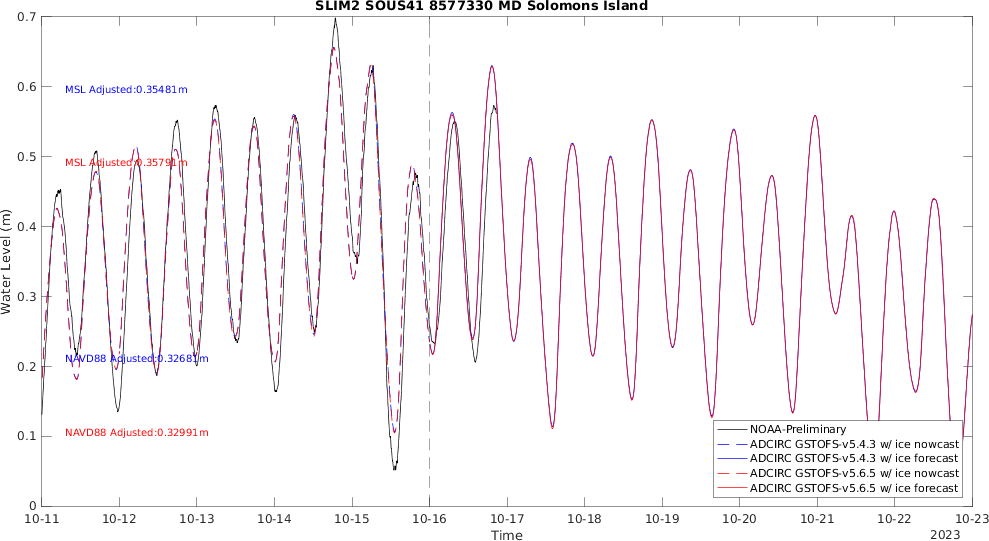 SLIM2 SOUS41 8577330 MD Solomons Island
0.7
0.6
0.5
0.4
0.3
0.2
0.1
0
Water Level (m)
MSL Adjusted:0.35481m
MSL Adjusted:0.35791m
NAVD88 Adjusted:0.32681m
NAVD88 Adjusted:0.32991m
NOAA-Preliminary
ADCIRC GSTOFS-v5.4.3 w/ ice nowcast
ADCIRC GSTOFS-v5.4.3 w/ ice forecast
ADCIRC GSTOFS-v5.6.5 w/ ice nowcast
ADCIRC GSTOFS-v5.6.5 w/ ice forecast
10-11 10-12 10-13 10-14 10-15 10-16 10-17 10-18 10-19 10-20 10-21 10-22 10-23
Time
2023